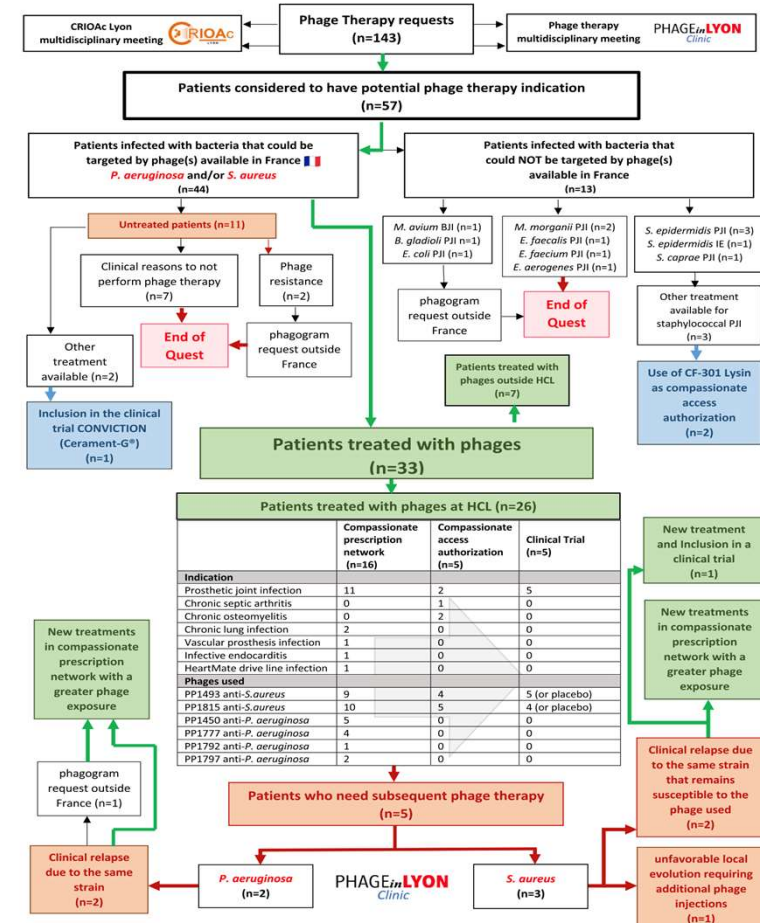 CRIOAc Lyon
multidisciplinary meeting
CRIOAc
LYON
Phage Therapy requests
(n=143)
Phage therapy
multidisciplinary meeting
PHAGEinLYON
Clinic
Patients considered to have potential phage therapy indication
(n=57)
Patients infected with bacteria that could be
targeted by phage(s) available in France
P. aeruginosa and/or S. aureus
(n=44)
Patients infected with bacteria that
could NOT be targeted by phage(s)
available in France
(n=13)
Untreated patients (n=11)
Clinical reasons to not
perform phage therapy
(n=7)
Phage
resistance
(n=2)
Other
treatment
available (n=2)
End of
Quest
phagogram
request outside
France
Inclusion in the clinical
trial CONVICTION
(Cerament-G®)
(n=1)
M. avium BJI (n=1)
B. gladioli PJI n=1)
E. coli PJI (n=1)
M. morganii PJI (n=2)
E. faecalis PJI (n=1)
E. faecium PJI (n=1)
E. aerogenes PJI (n=1)
S. epidermidis PJI (n=3)
S. epidermidis IE (n=1)
S. caprae PJI (n=1)
phagogram
request outside
France
End of
Quest
Other treatment
available for
staphylococcal PJI
(n=3)
Use of CF-301 Lysin
as compassionate
access
authorization
(n=2)
Patients treated with
phages outside HCL
(n=7)
Patients treated with phages
(n=33)
Patients treated with phages at HCL (n=26)
Compassionate
prescription
network
(n=16)
Compassionate
access
authorization
(n=5)
Clinical Trial
(n=5)
Indication
Prosthetic joint infection 11 2 5
Chronic septic arthritis 0 1 0
Chronic osteomyelitis 0 2 0
Chronic lung infection 2 0 0
Vascular prosthesis infection 1 0 0
Infective endocarditis 1 0 0
HeartMate drive line infection 1 0 0
Phages used
PP1493 anti-S.aureus 9 4 5 (or placebo)
PP1815 anti-S.aureus 10 5 4 (or placebo)
PP1450 anti-P. aeruginosa 5 0 0
PP1777 anti-P. aeruginosa 4 0 0
PP1792 anti-P. aeruginosa 1 0 0
PP1797 anti-P. aeruginosa 2 0 0
New treatments
in compassionate
prescription
network with a
greater phage
exposure
phagogram
request outside
France (n=1)
Clinical relapse
due to the same
strain
(n=2)
Patients who need subsequent phage therapy
(n=5)
P. aeruginosa
(n=2)
PHAGEinLYON
Clinic
S. aureus
(n=3)
New treatment
and Inclusion in a
clinical trial
(n=1)
New treatments in
compassionate
prescription
network with a
greater phage
exposure
Clinical relapse
due to the same
strain
that remains
susceptible to the
phage used
(n=2)
unfavorable local
evolution requiring
additional phage
injections
(n=1)